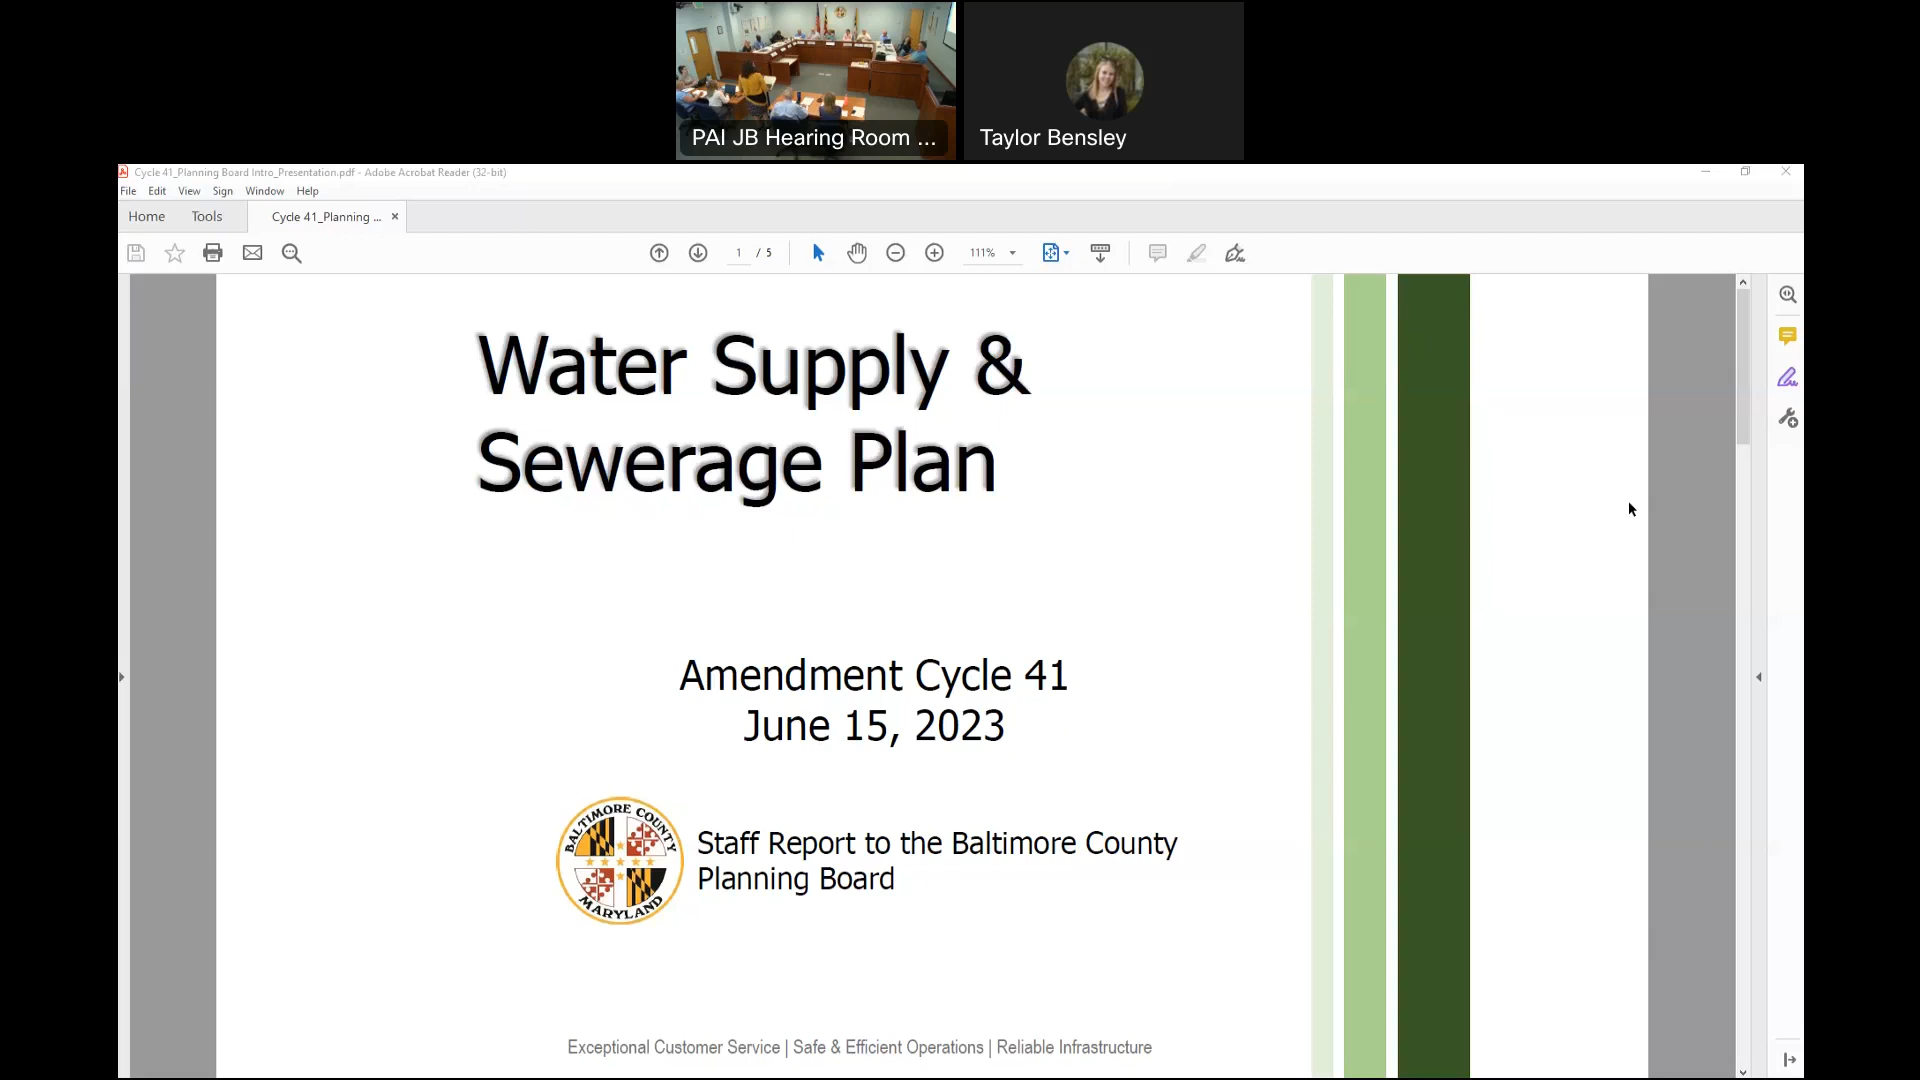 PAI JB Hearing Room ...
Taylor Bensley
Cycle 41_Planning Board Intro_Presentation.pdf - Adobe Acrobat Reader (32-bit)
File Edit View Sign Window Help
Home Tools Cycle 41_Planning ... ×
1 / 5 111%
Water Supply &
Sewerage Plan
Amendment Cycle 41
June 15, 2023
BALTIMORE COUNTY
MARYLAND
Staff Report to the Baltimore County
Planning Board
Exceptional Customer Service | Safe & Efficient Operations | Reliable Infrastructure